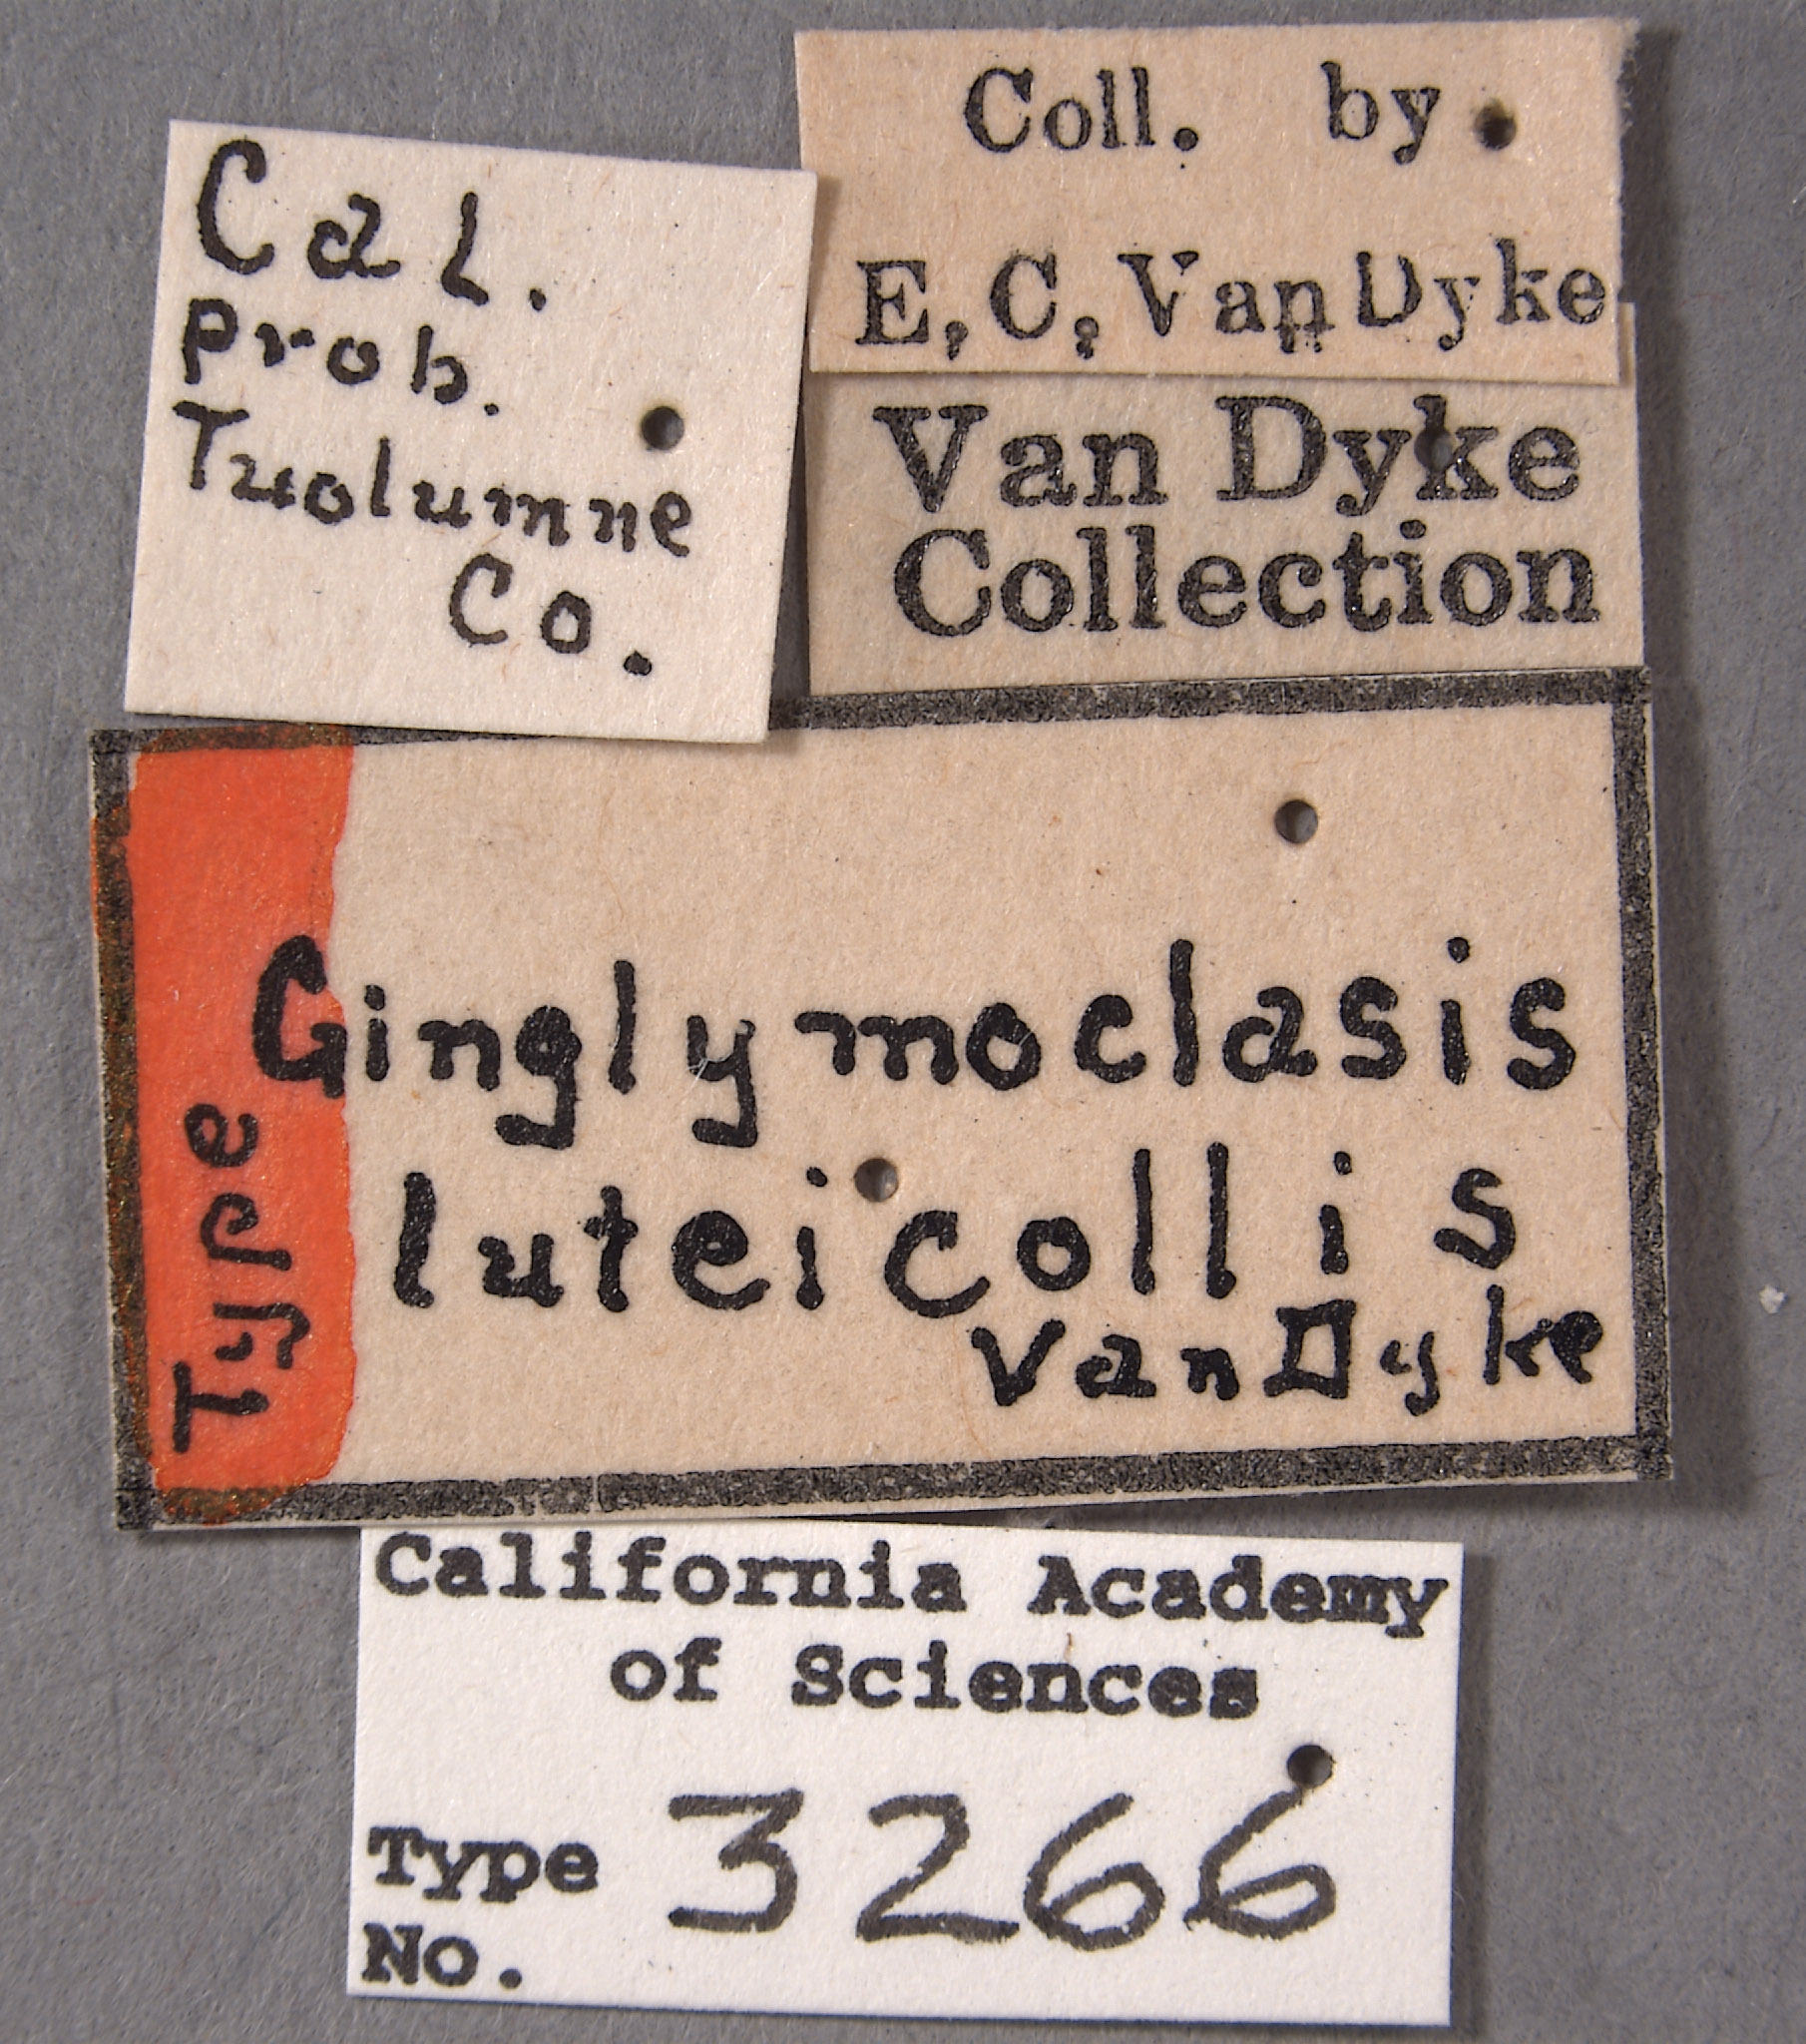 Cal.
Prob.
Tuolumne
Co.
Coll. by
E. C. Van Dyke
Van Dyke
Collection
Type
Ginglymoclasis
luteicollis
Van Dyke
California Academy
of Sciences
Type
No. 3266